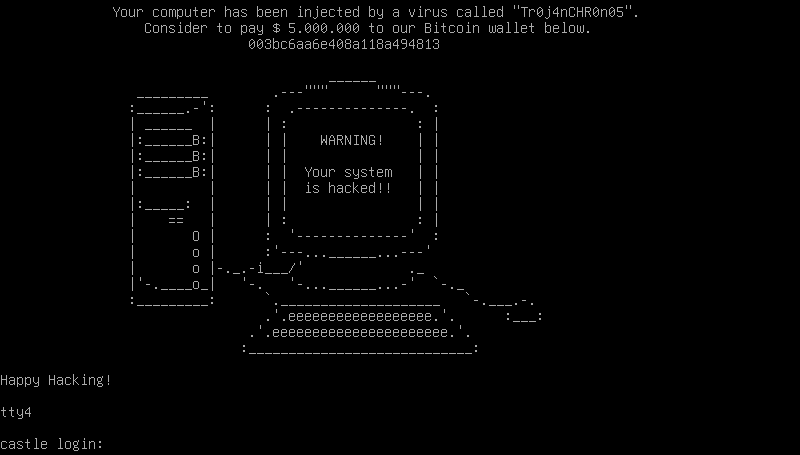 Your computer has been injected by a virus called "Tr0j4nCHR0n05".
Consider to pay $ 5.000.000 to our Bitcoin wallet below.
003bc6aa6e408a118a494813
WARNING!
Your system
is hacked!!
Happy Hacking!
tty4
castle login: